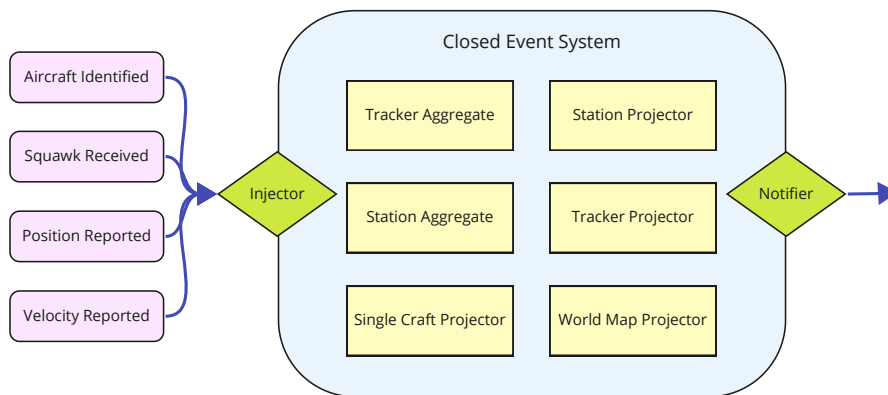 Closed Event System
Aircraft Identified
Squawk Received
Position Reported
Velocity Reported
Injector
Tracker Aggregate
Station Projector
Station Aggregate
Tracker Projector
Single Craft Projector
World Map Projector
Notifier